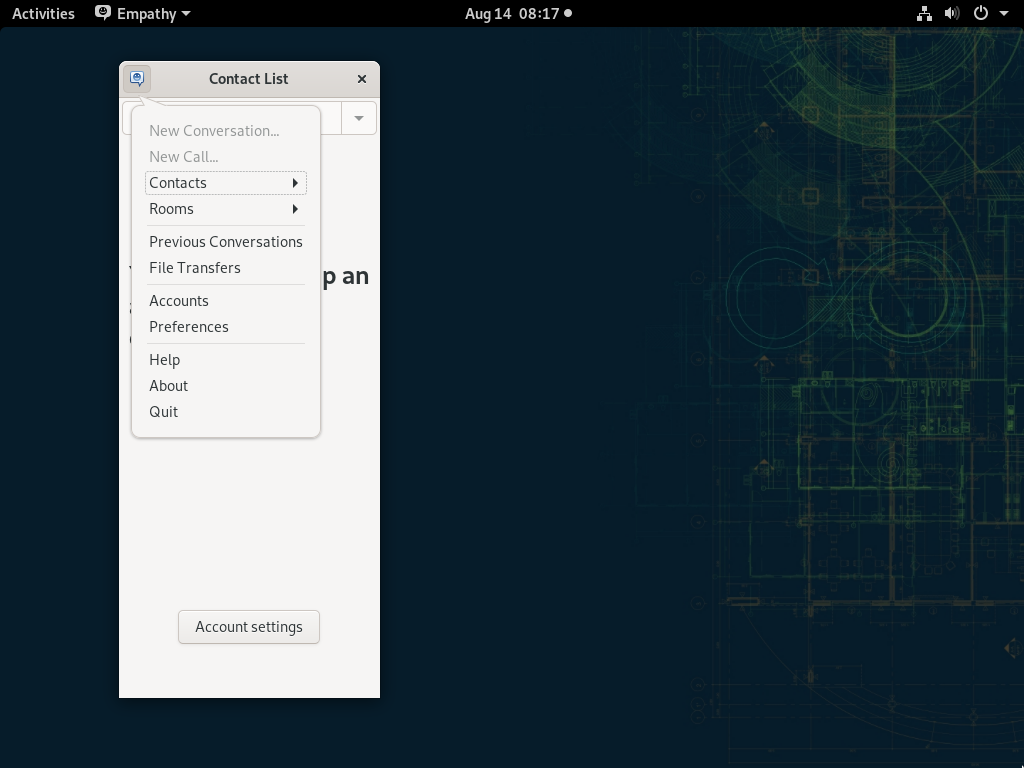 Activities
Empathy
Aug 14 08:17
Contact List
New Conversation...
New Call...
Contacts
Rooms
Previous Conversations
File Transfers
p an
Accounts
Preferences
Help
About
Quit
Account settings